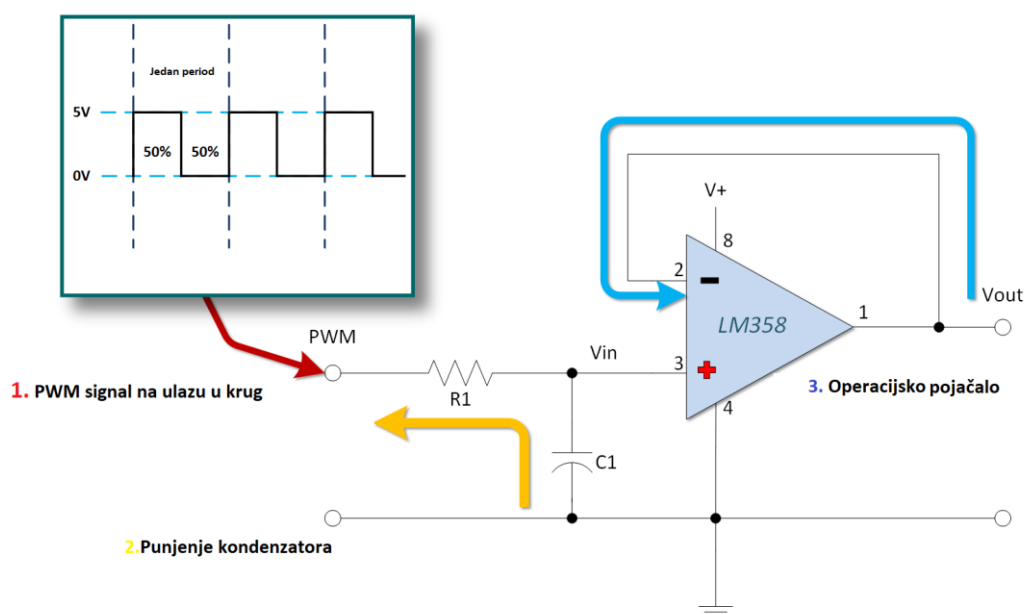 Jedan period
5V
50% 50%
0V
V+
8
2
LM358
1
Vout
PWM
Vin
3
R1
1. PWM signal na ulazu u krug
3. Operacijsko pojačalo
4
C1
2.Punjenje kondenzatora